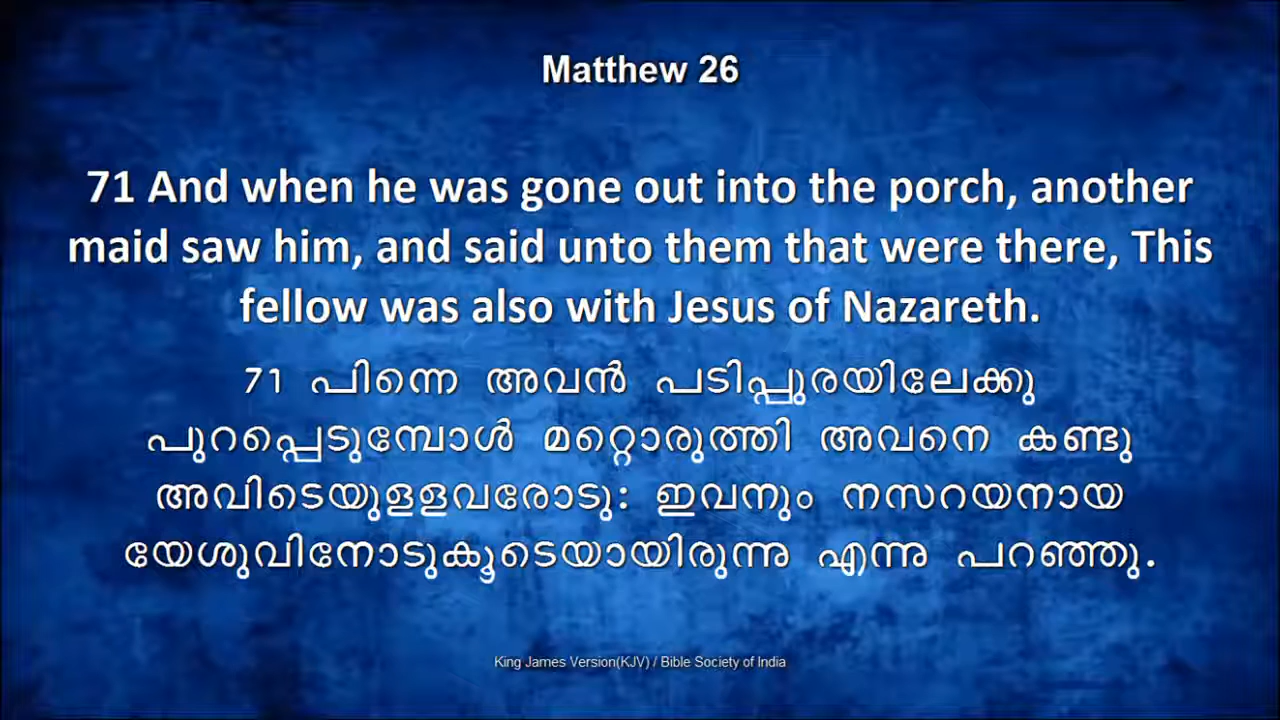 Matthew 26
71 And when he was gone out into the porch, another
maid saw him, and said unto them that were there, This
fellow was also with Jesus of Nazareth.
71 പിന്നെ അവൻ പടിപ്പുരയിലേക്കു
പുറപ്പെടുമ്പോൾ മറ്റൊരുത്തി അവനെ കണ്ടു
അവിടെയുളളവരോടു: ഇവനും നസറയനായ
യേശുവിനോടുകൂടെയായിരുന്നു എന്നു പറഞ്ഞു.
King James Version(KJV) / Bible Society of India